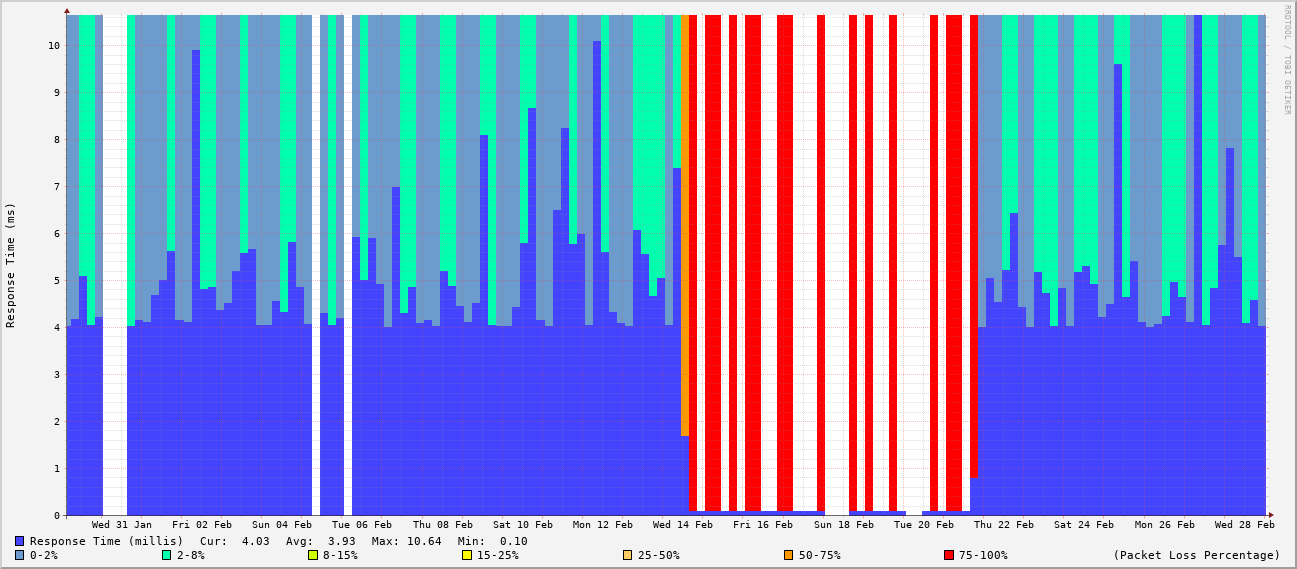 RRDTOOL / TOBI OETIKER
Response Time (ms)
10
9
8
7
6
5
4
3
2
1
0
Wed 31 Jan Fri 02 Feb Sun 04 Feb Tue 06 Feb Thu 08 Feb Sat 10 Feb Mon 12 Feb Wed 14 Feb Fri 16 Feb Sun 18 Feb Tue 20 Feb Thu 22 Feb Sat 24 Feb Mon 26 Feb Wed 28 Feb
Response Time (millis) Cur: 4.03 Avg: 3.93 Max: 10.64 Min: 0.10
0-2% 2-8% 8-15% 15-25% 25-50% 50-75% 75-100% (Packet Loss Percentage)